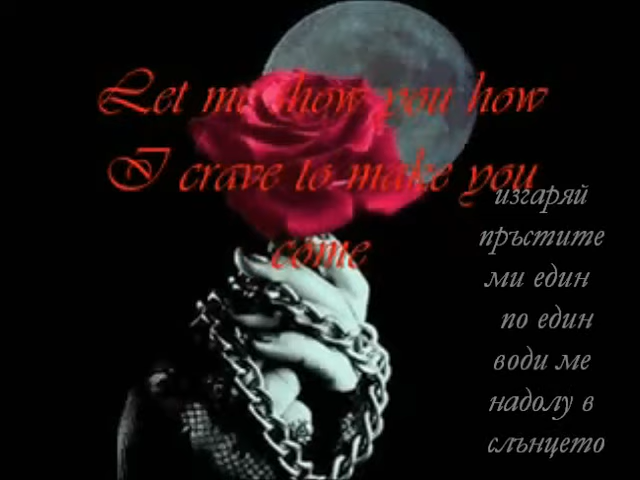 Let me show you how
I crave to make you
come
изгаряй
пръстите
ми един
по един
води ме
надолу в
слънцето